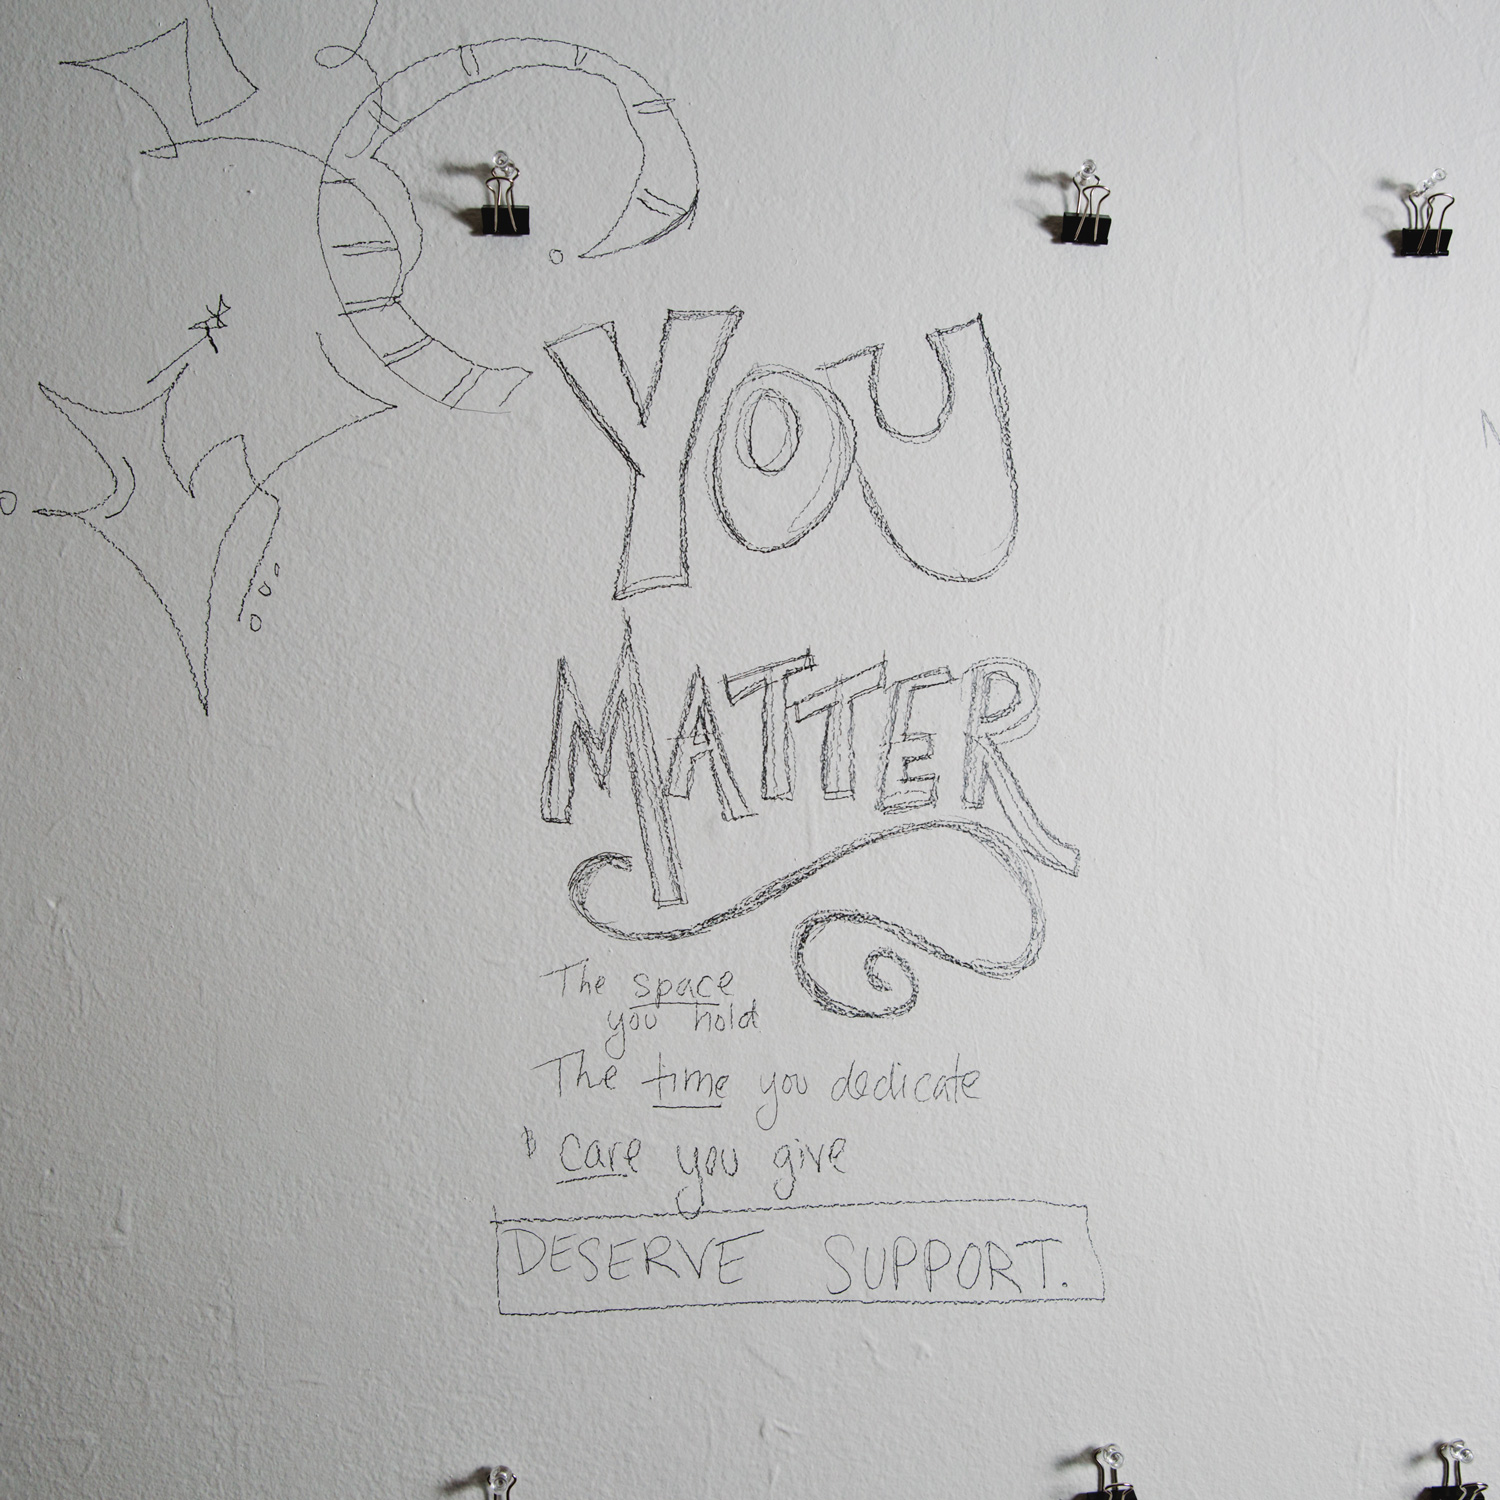 YOU
MATTER
The space
you hold
The time you dedicate
& care you give
DESERVE SUPPORT.